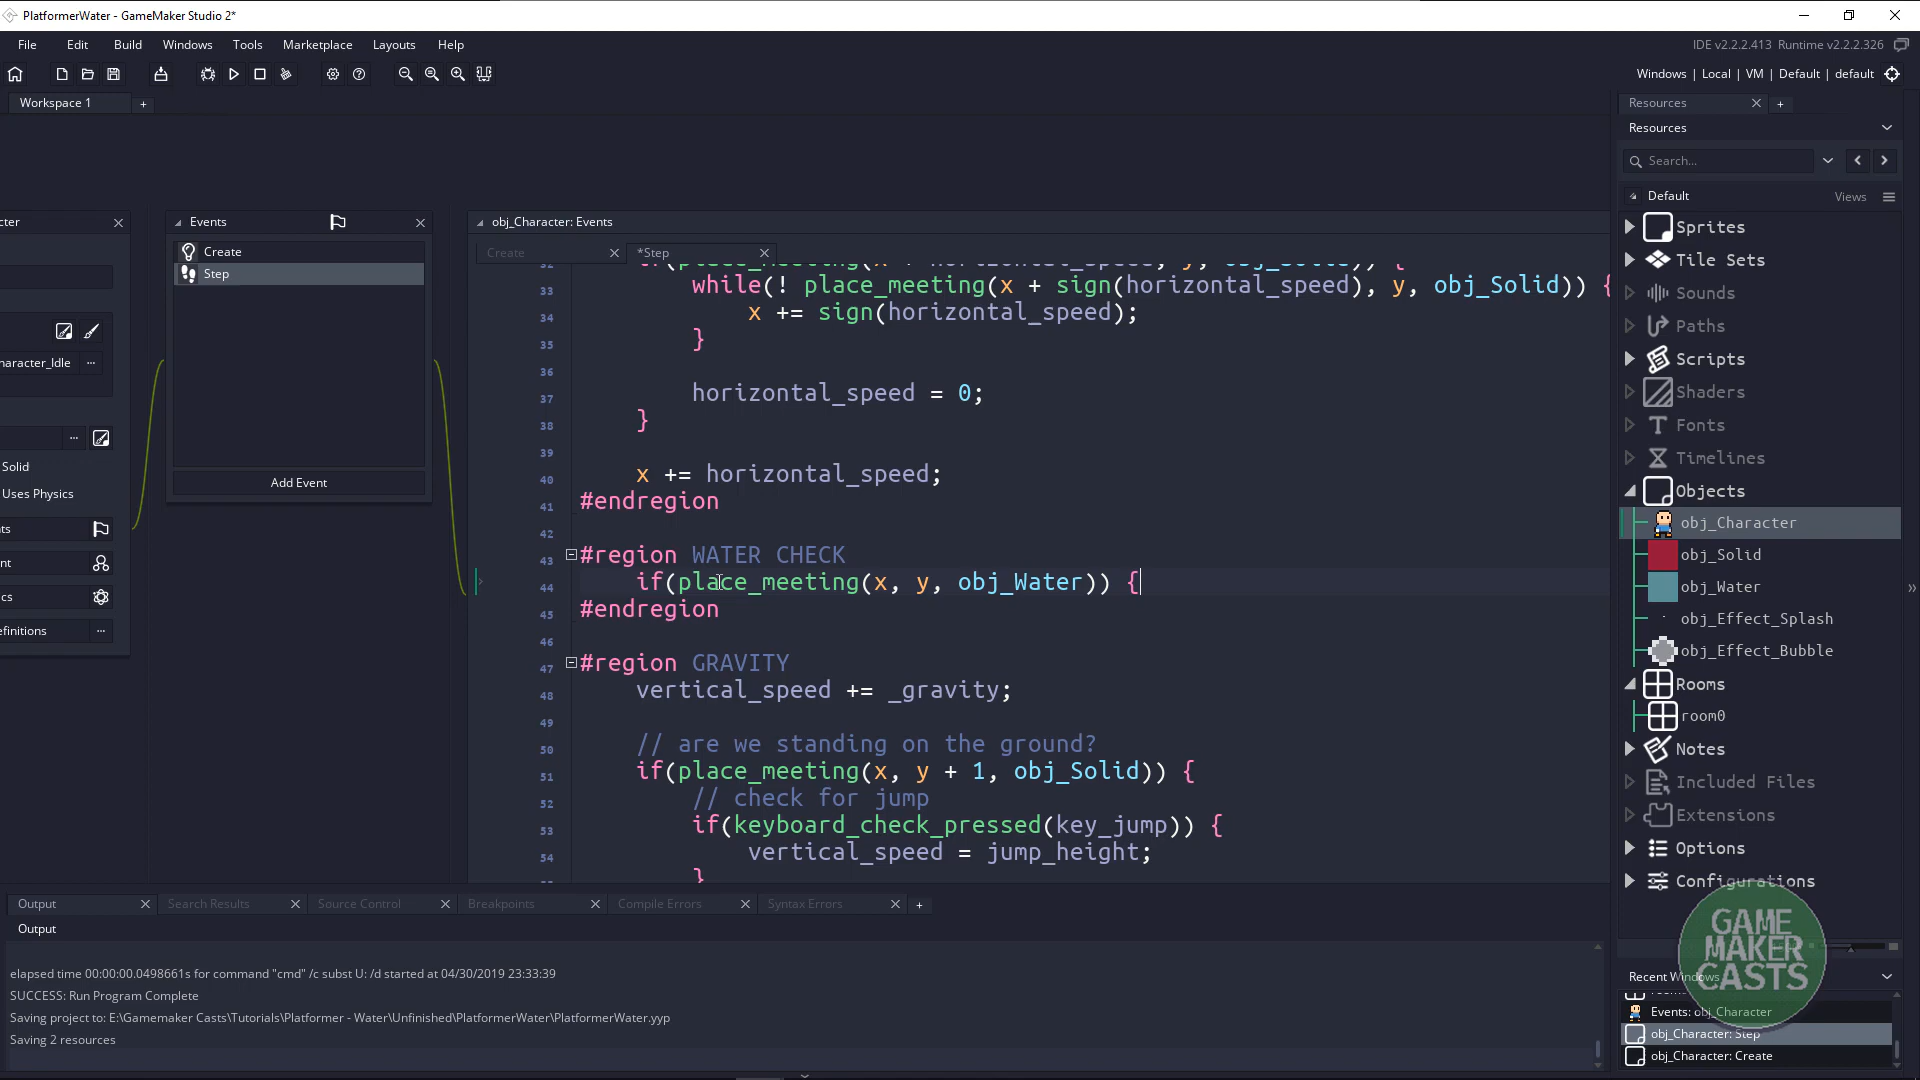 PlatformerWater - GameMaker Studio 2*
File Edit Build Windows Tools Marketplace Layouts Help
IDE v2.2.2.413 Runtime v2.2.2.326
Windows | Local | VM | Default | default
Workspace 1
Resources
Resources
Search...
Default
Views
Sprites
Tile Sets
Sounds
Paths
Scripts
Shaders
Fonts
Timelines
Objects
obj_Character
obj_Solid
obj_Water
obj_Effect_Splash
obj_Effect_Bubble
Rooms
room0
Notes
Included Files
Extensions
Options
Configurations
cter
haracter_Idle
Solid
Uses Physics
nts
nt
cs
efinitions
Events
Create
Step
Add Event
obj_Character: Events
Create
*Step
33 while(! place_meeting(x + sign(horizontal_speed), y, obj_Solid)) {
34 x += sign(horizontal_speed);
35 }
36
37 horizontal_speed = 0;
38 }
39
40 x += horizontal_speed;
41 #endregion
42
43 #region WATER CHECK
44 if(place_meeting(x, y, obj_Water)) {
45 #endregion
46
47 #region GRAVITY
48 vertical_speed += _gravity;
49
50 // are we standing on the ground?
51 if(place_meeting(x, y + 1, obj_Solid)) {
52 // check for jump
53 if(keyboard_check_pressed(key_jump)) {
54 vertical_speed = jump_height;
}
Output Search Results Source Control Breakpoints Compile Errors Syntax Errors
Output
elapsed time 00:00:00.0498661s for command "cmd" /c subst U: /d started at 04/30/2019 23:33:39
SUCCESS: Run Program Complete
Saving project to: E:\Gamemaker Casts\Tutorials\Platformer - Water\Unfinished\PlatformerWater\PlatformerWater.yyp
Saving 2 resources
Recent Windows
Events: obj_Character
obj_Character: Step
obj_Character: Create
GAME
MAKER
CASTS